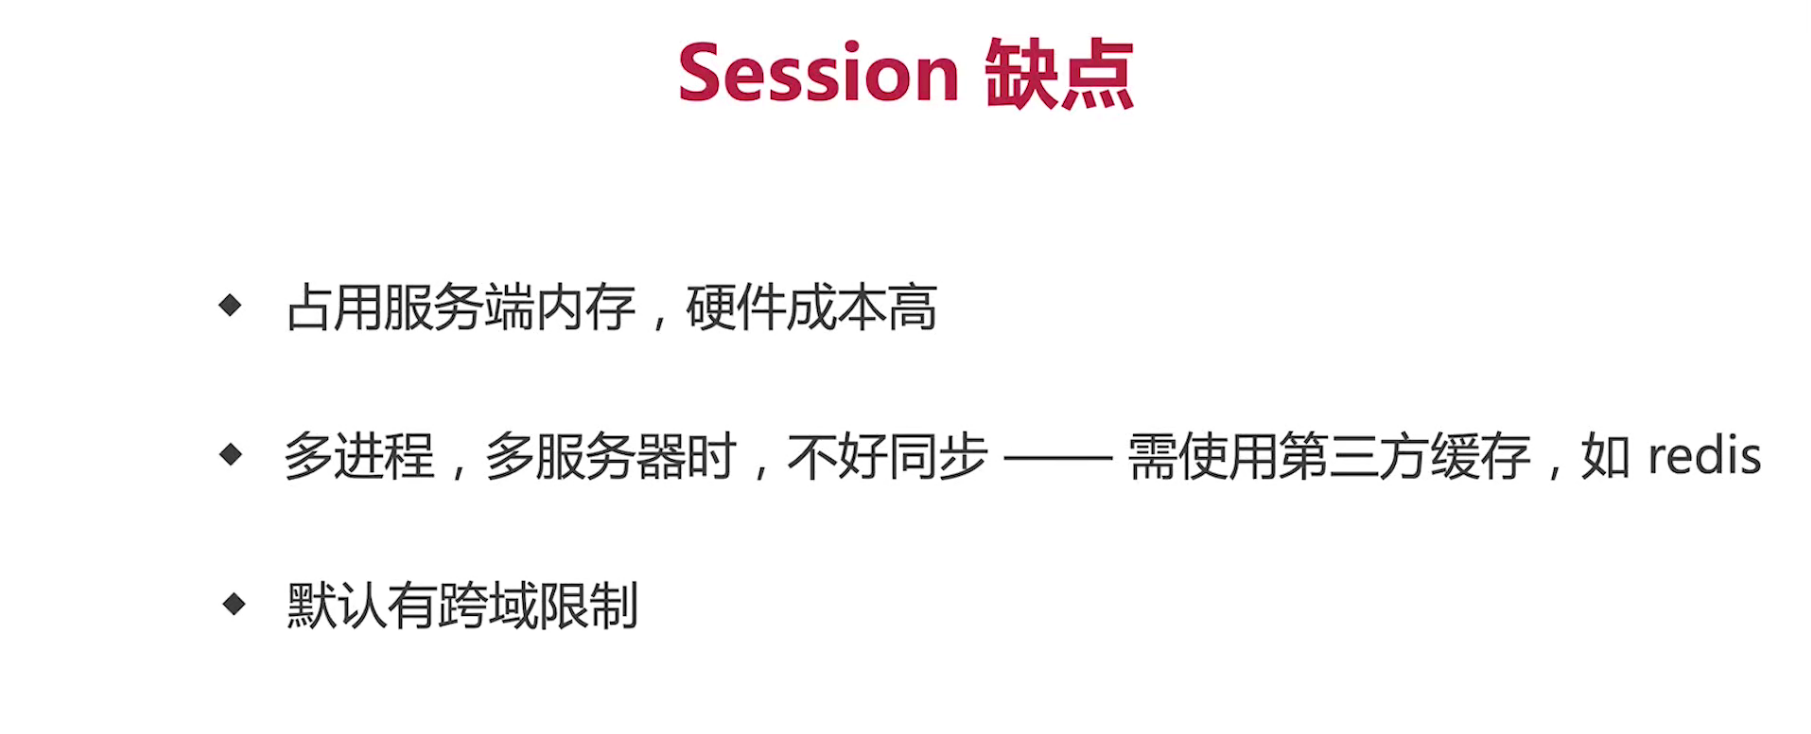 Session 缺点
◆ 占用服务端内存，硬件成本高
◆ 多进程，多服务器时，不好同步 —— 需使用第三方缓存，如 redis
◆ 默认有跨域限制